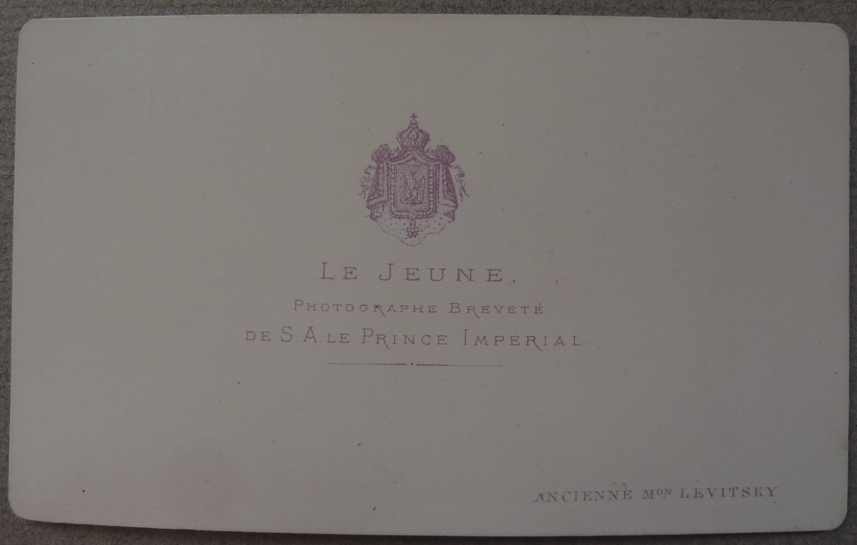 LE JEUNE.
PHOTOGRAPHE BREVETÉ
DE S. A. LE PRINCE IMPERIAL
ANCIENNE MON LEVITSKY